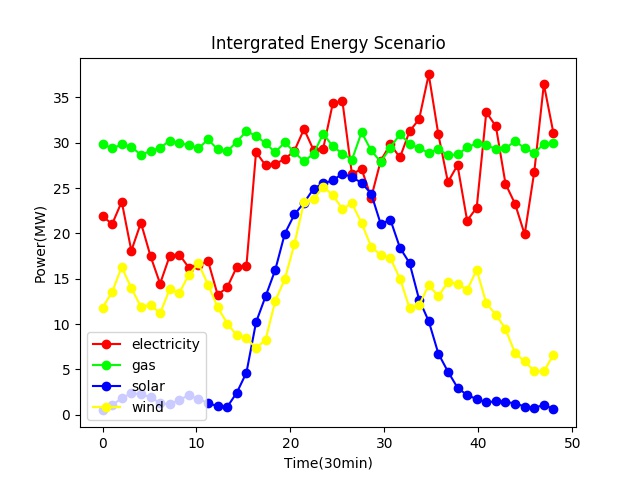 Intergrated Energy Scenario
Power(MW)
35
30
25
20
15
10
5
0
electricity
gas
solar
wind
0 10 20 30 40 50
Time(30min)